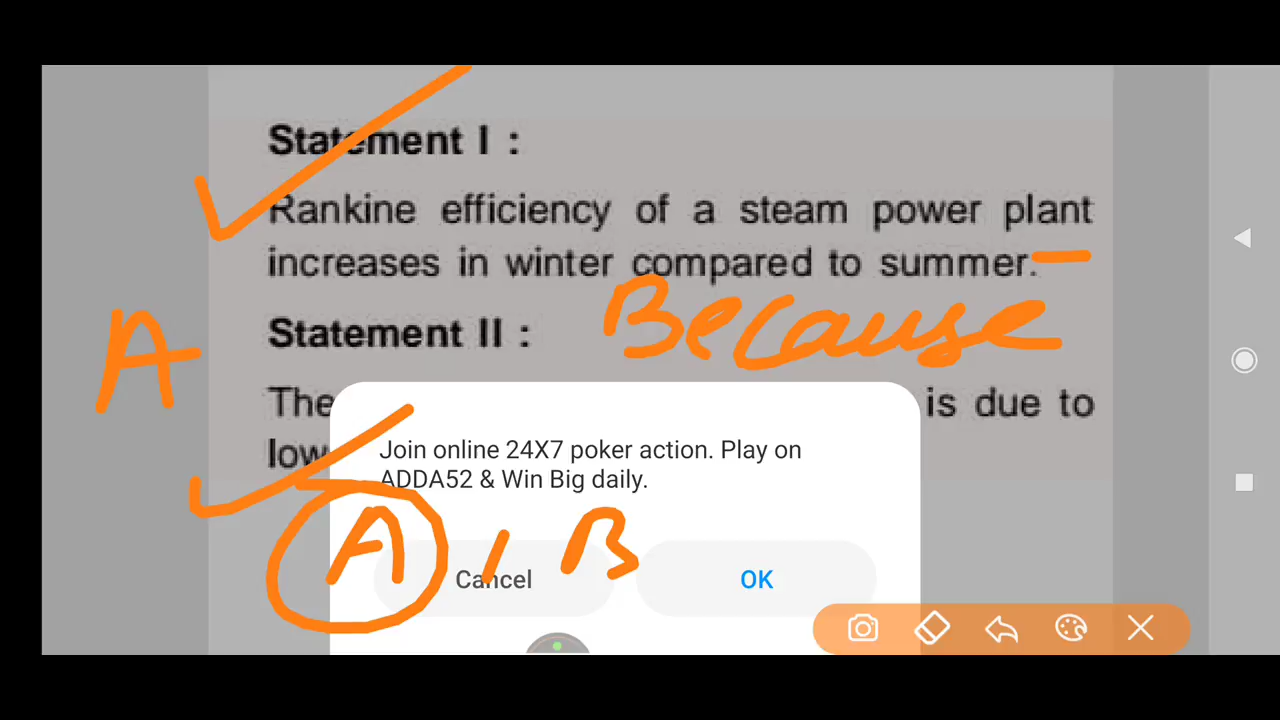 Statement I :
Rankine efficiency of a steam power plant
increases in winter compared to summer.
Because
Statement II :
A
The is due to
low
Join online 24X7 poker action. Play on
ADDA52 & Win Big daily.
A , B
Cancel OK